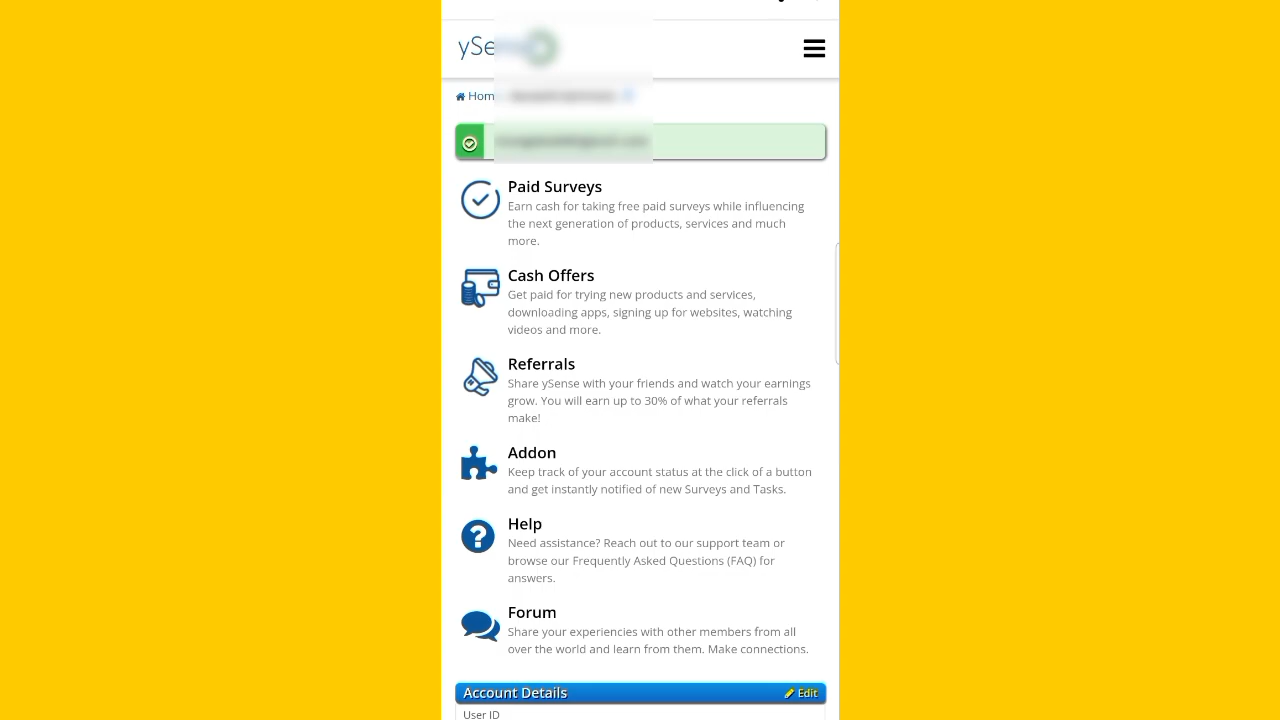 ySe
Hom
Paid Surveys
Earn cash for taking free paid surveys while influencing
the next generation of products, services and much
more.
Cash Offers
Get paid for trying new products and services,
downloading apps, signing up for websites, watching
videos and more.
Referrals
Share ySense with your friends and watch your earnings
grow. You will earn up to 30% of what your referrals
make!
Addon
Keep track of your account status at the click of a button
and get instantly notified of new Surveys and Tasks.
Help
Need assistance? Reach out to our support team or
browse our Frequently Asked Questions (FAQ) for
answers.
Forum
Share your experiencies with other members from all
over the world and learn from them. Make connections.
Account Details Edit
User ID